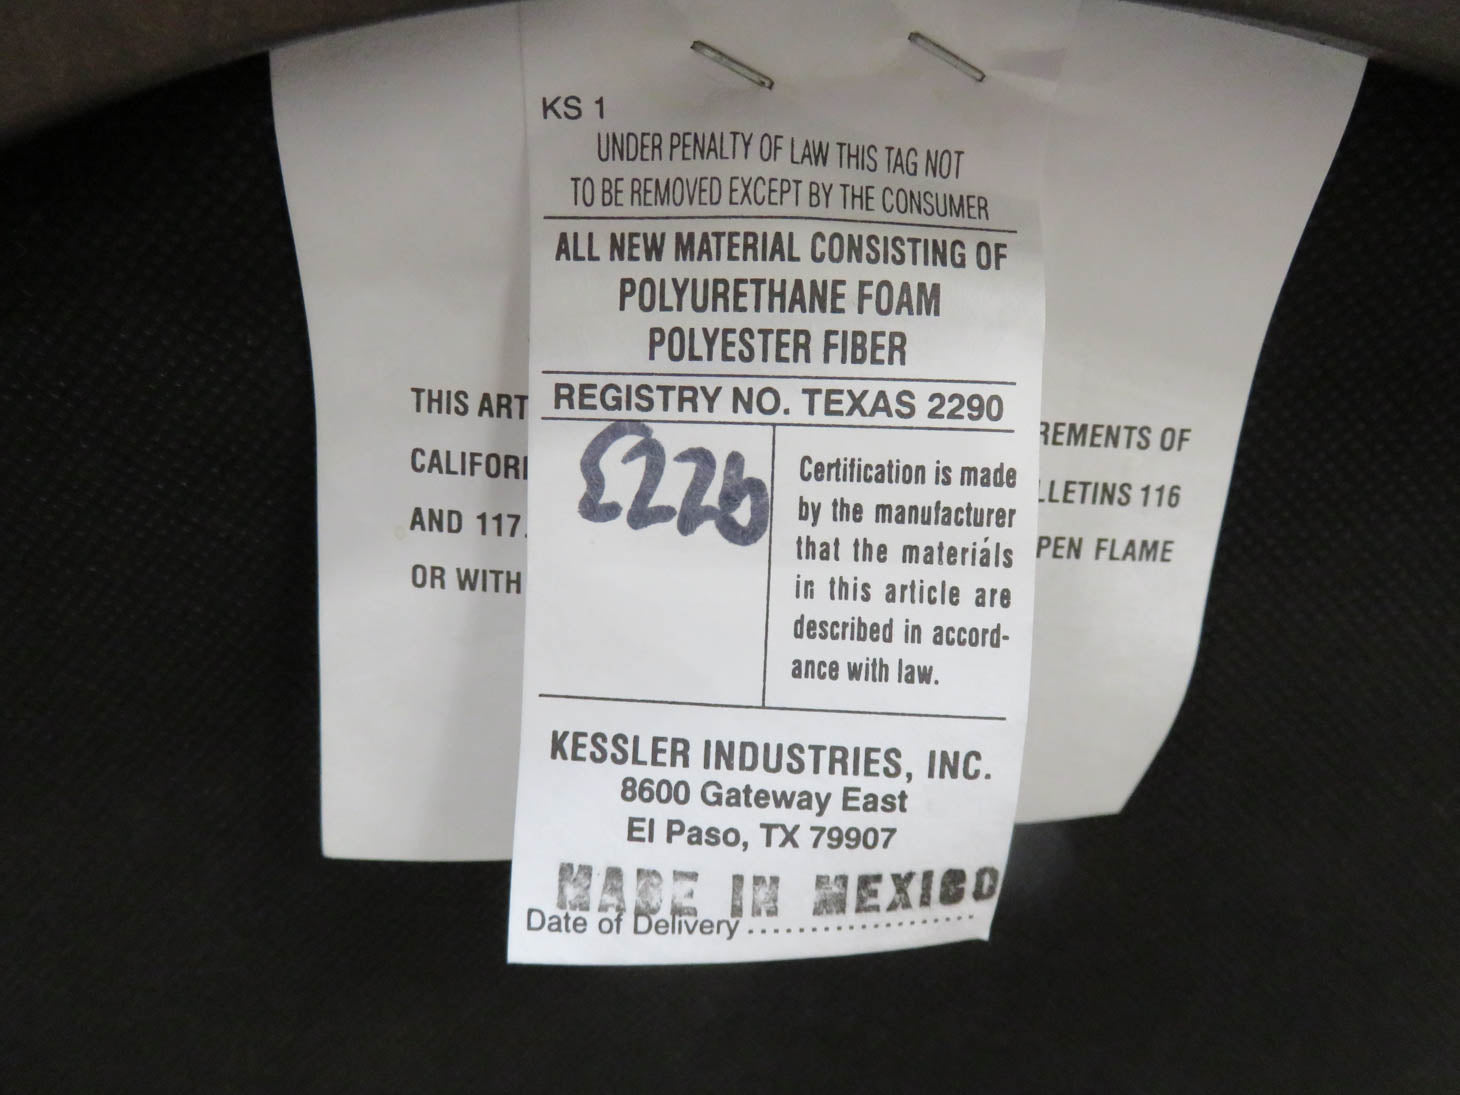 KS 1
UNDER PENALTY OF LAW THIS TAG NOT
TO BE REMOVED EXCEPT BY THE CONSUMER
ALL NEW MATERIAL CONSISTING OF
POLYURETHANE FOAM
POLYESTER FIBER
REGISTRY NO. TEXAS 2290
Certification is made
by the manufacturer
that the materials
in this article are
described in accord-
ance with law.
KESSLER INDUSTRIES, INC.
8600 Gateway East
El Paso, TX 79907
MADE IN MEXICO
Date of Delivery ....................
THIS ART
CALIFOR
AND 117.
OR WITH
REMENTS OF
LLETINS 116
PEN FLAME